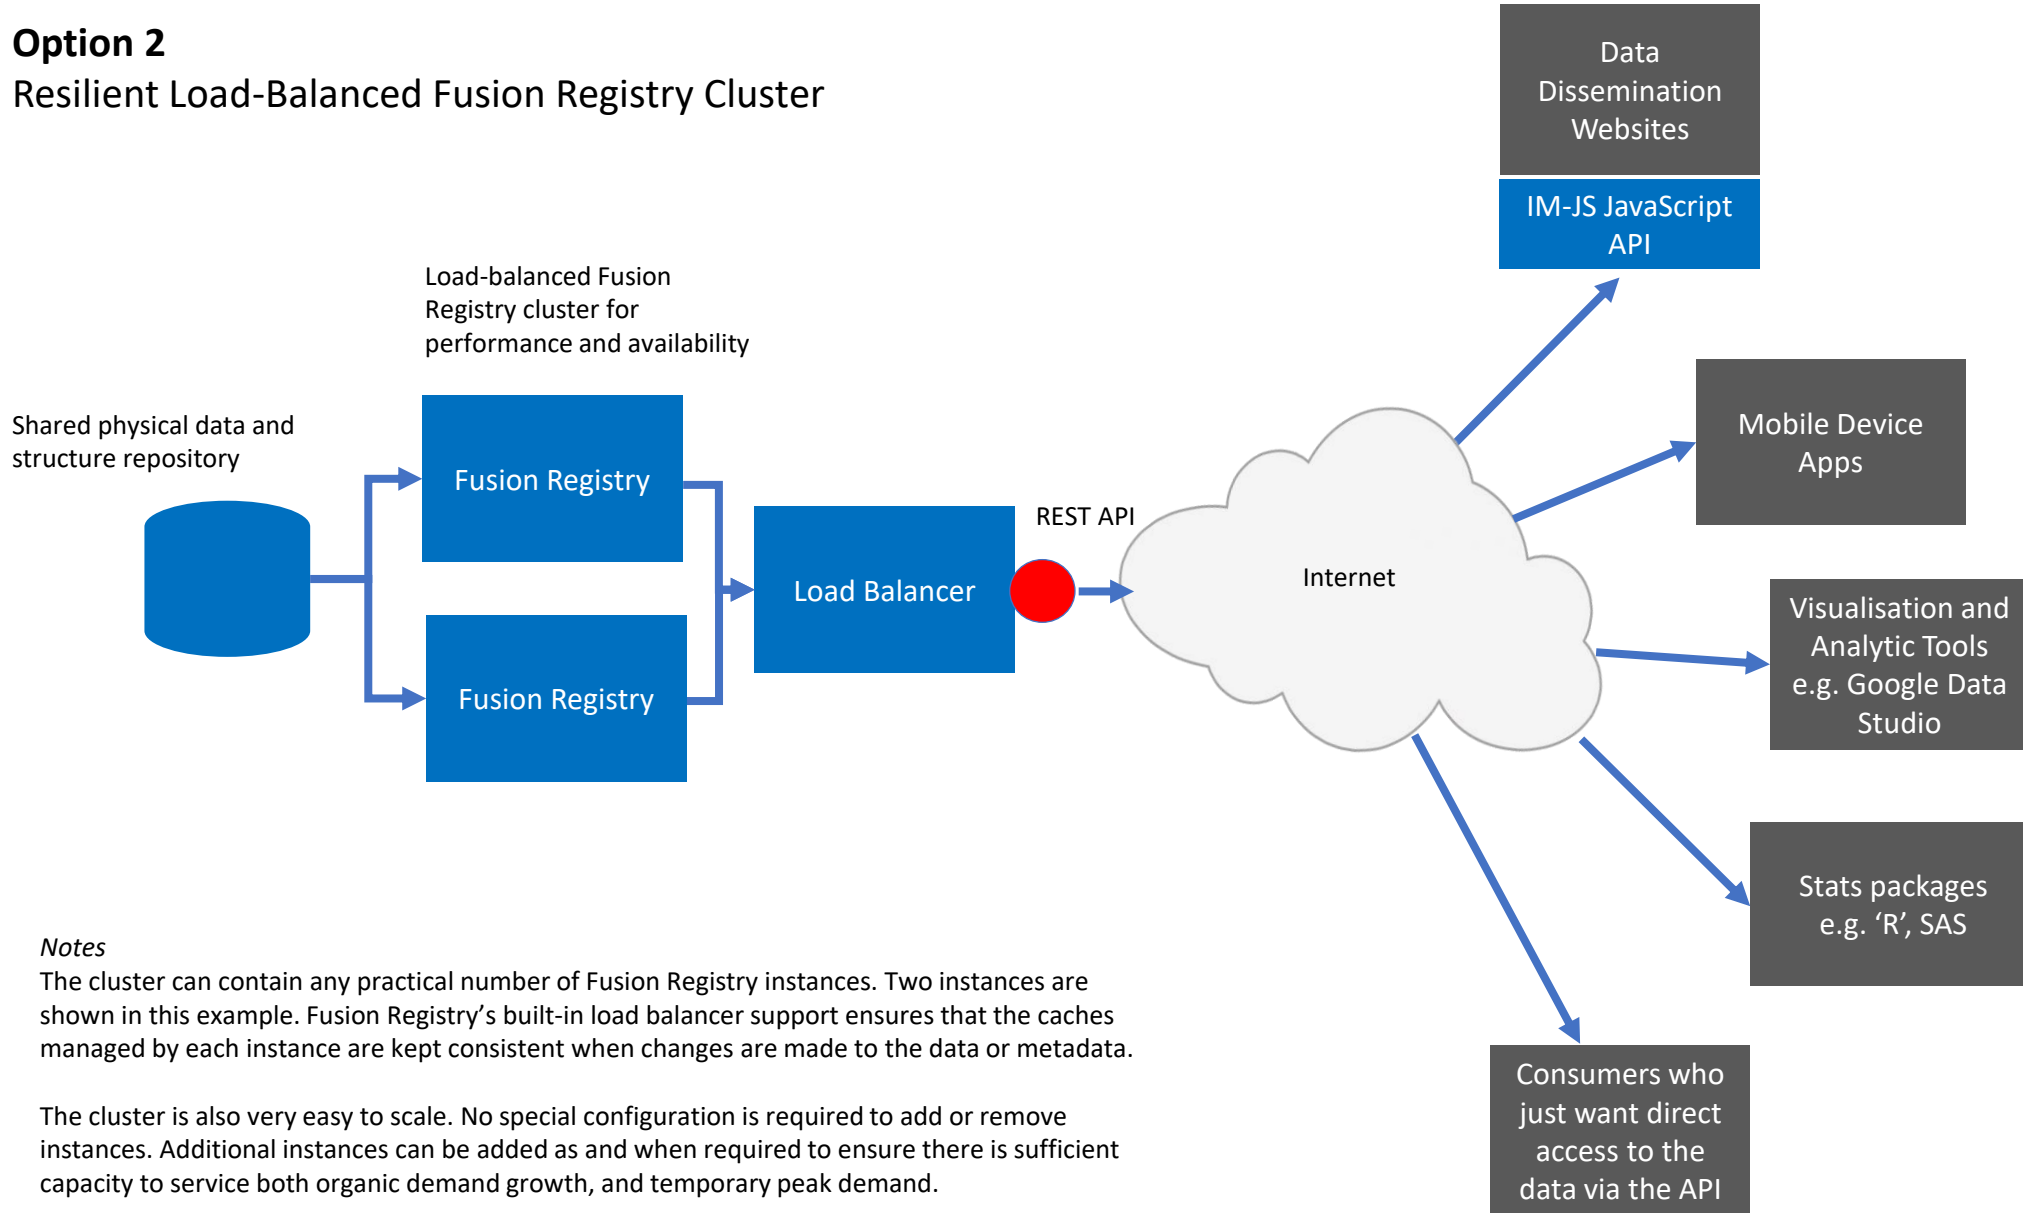 Option 2
Resilient Load-Balanced Fusion Registry Cluster
Data
Dissemination
Websites
IM-JS JavaScript
API
Load-balanced Fusion
Registry cluster for
performance and availability
Shared physical data and
structure repository
Fusion Registry
Fusion Registry
Load Balancer
REST API
Internet
Mobile Device
Apps
Visualisation and
Analytic Tools
e.g. Google Data
Studio
Stats packages
e.g. ‘R’, SAS
Consumers who
just want direct
access to the
data via the API
Notes
The cluster can contain any practical number of Fusion Registry instances. Two instances are
shown in this example. Fusion Registry’s built-in load balancer support ensures that the caches
managed by each instance are kept consistent when changes are made to the data or metadata.
The cluster is also very easy to scale. No special configuration is required to add or remove
instances. Additional instances can be added as and when required to ensure there is sufficient
capacity to service both organic demand growth, and temporary peak demand.